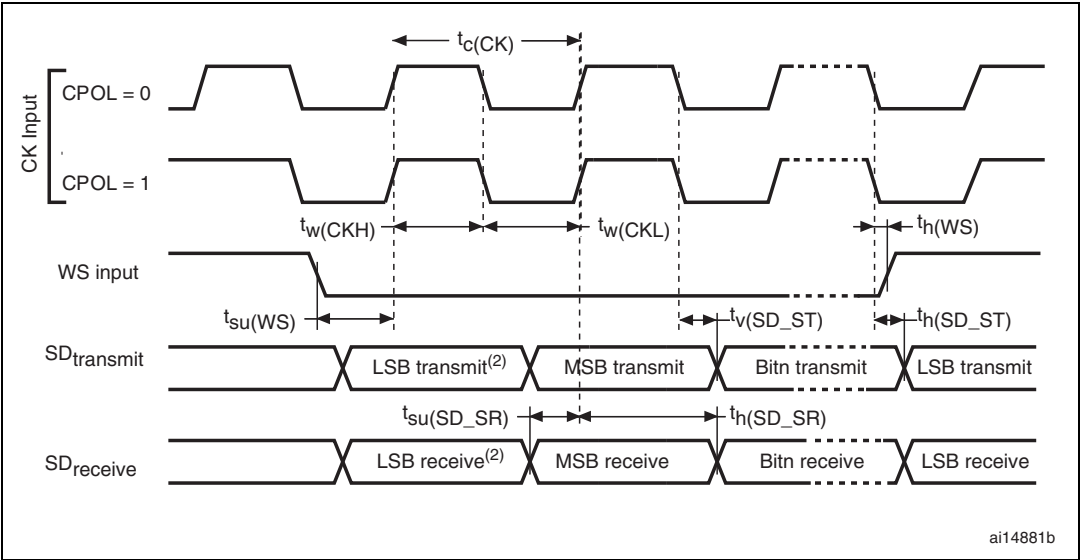 tc(CK)
CK Input
CPOL = 0
CPOL = 1
tw(CKH)
tw(CKL)
th(WS)
WS input
tsu(WS)
tv(SD_ST)
th(SD_ST)
SDtransmit
LSB transmit(2)
MSB transmit
Bitn transmit
LSB transmit
tsu(SD_SR)
th(SD_SR)
SDreceive
LSB receive(2)
MSB receive
Bitn receive
LSB receive
ai14881b